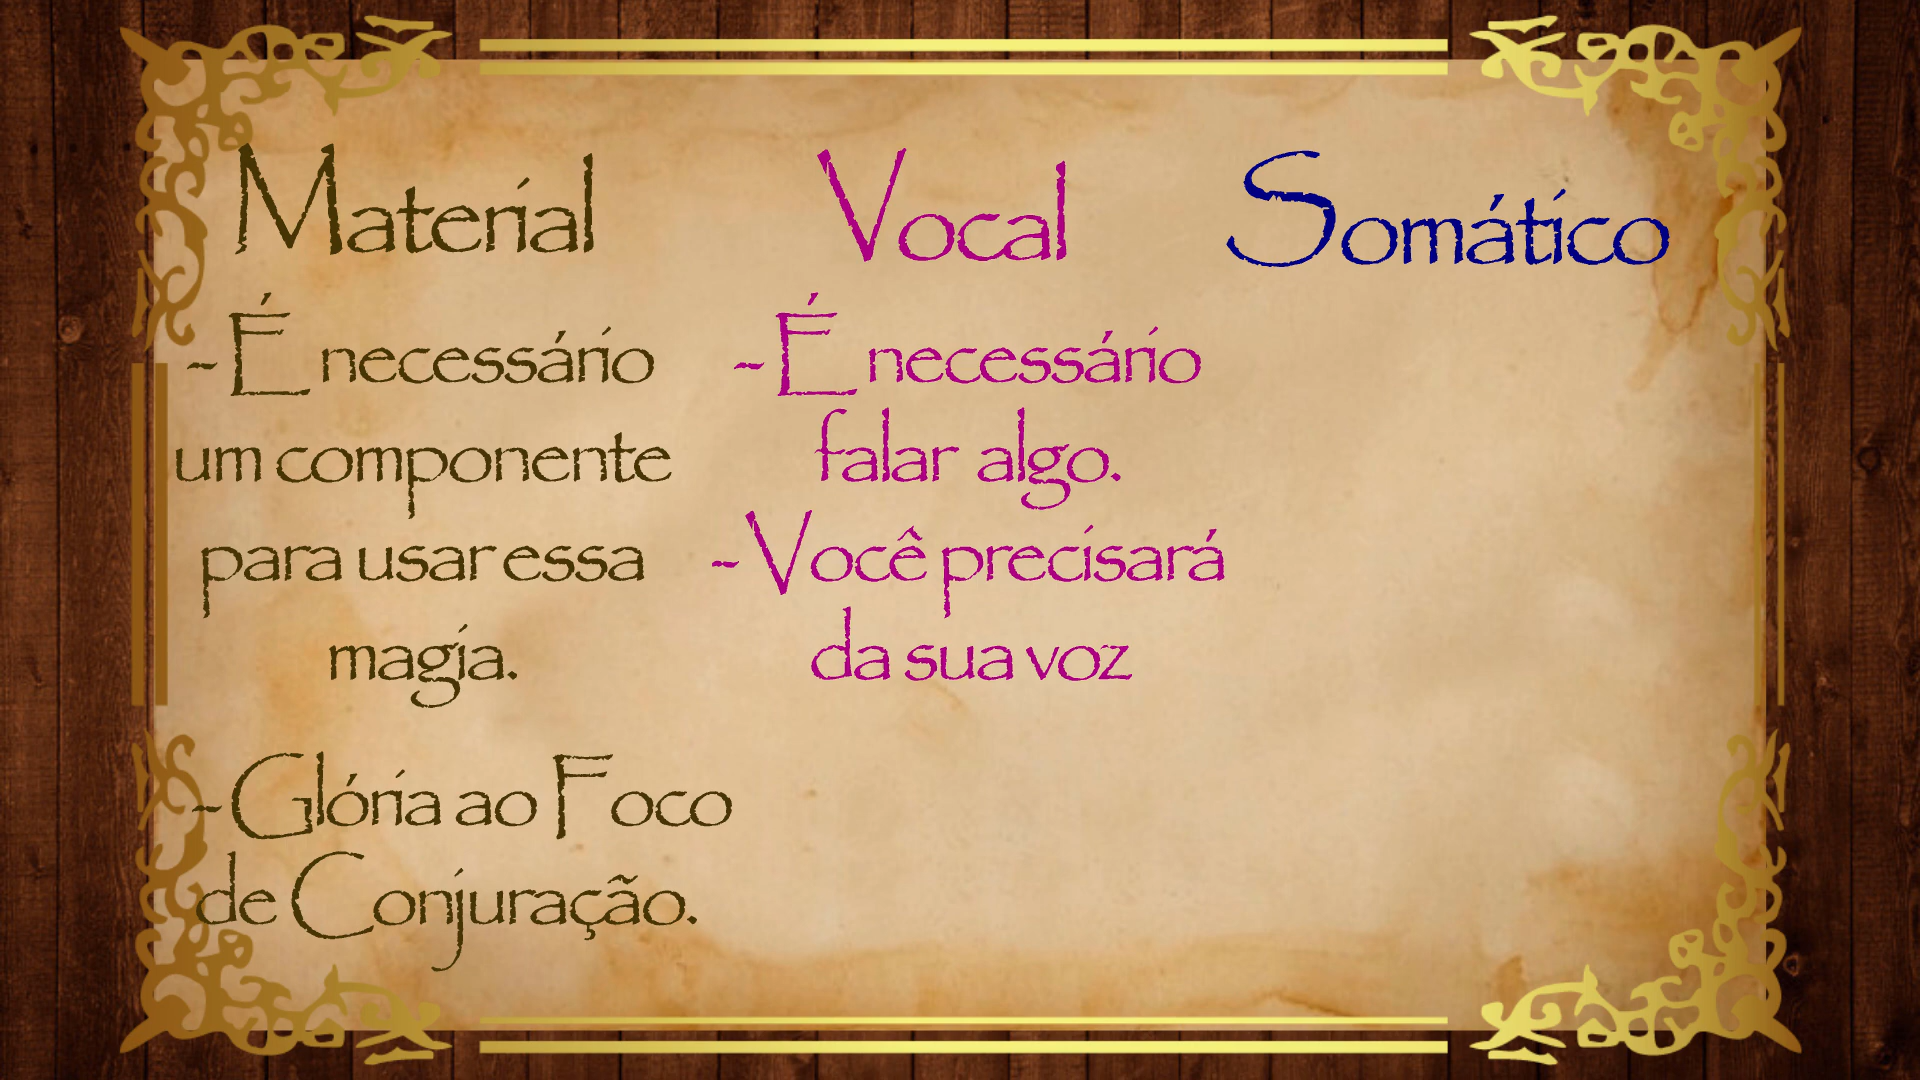 Material
- É necessário
um componente
para usar essa
magia.
- Glória ao Foco
de Conjuração.
Vocal
- É necessário
falar algo.
- Você precisará
da sua voz
Somático